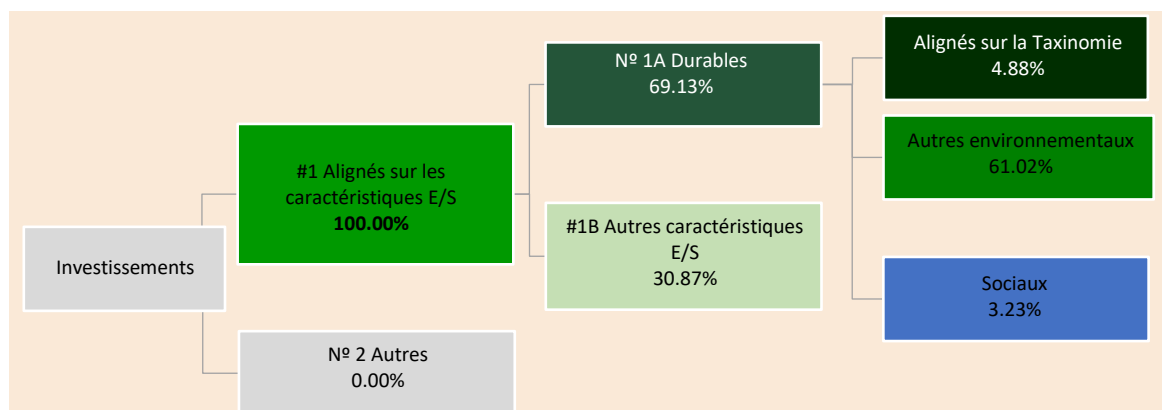 Investissements
#1 Alignés sur les
caractéristiques E/S
100.00%
Nº 2 Autres
0.00%
Nº 1A Durables
69.13%
#1B Autres caractéristiques
E/S
30.87%
Alignés sur la Taxinomie
4.88%
Autres environnementaux
61.02%
Sociaux
3.23%